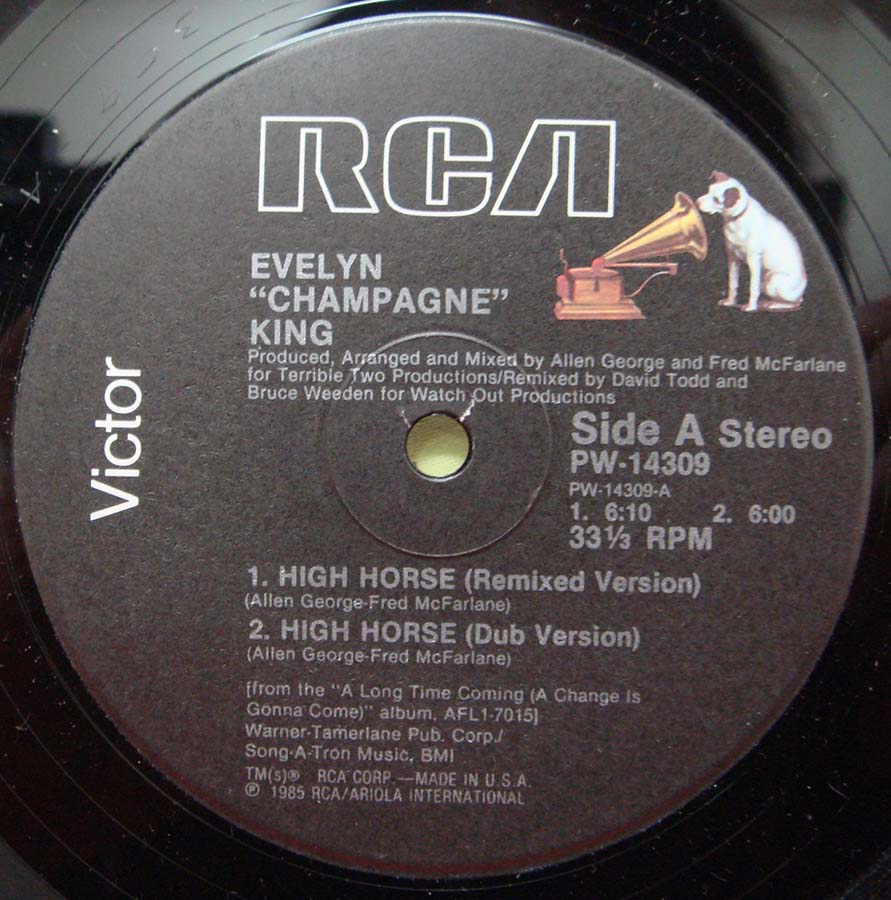 RCA
EVELYN
“CHAMPAGNE”
KING
Produced, Arranged and Mixed by Allen George and Fred McFarlane
for Terrible Two Productions/Remixed by David Todd and
Bruce Weeden for Watch Out Productions
Victor
Side A Stereo
PW-14309
PW-14309-A
1. 6:10 2. 6:00
33⅓ RPM
1. HIGH HORSE (Remixed Version)
(Allen George-Fred McFarlane)
2. HIGH HORSE (Dub Version)
(Allen George-Fred McFarlane)
[from the "A Long Time Coming (A Change Is
Gonna Come)" album, AFL1-7015]
Warner-Tamerlane Pub. Corp./
Song-A-Tron Music, BMI
TM(s)® RCA CORP.—MADE IN U.S.A.
℗ 1985 RCA/ARIOLA INTERNATIONAL